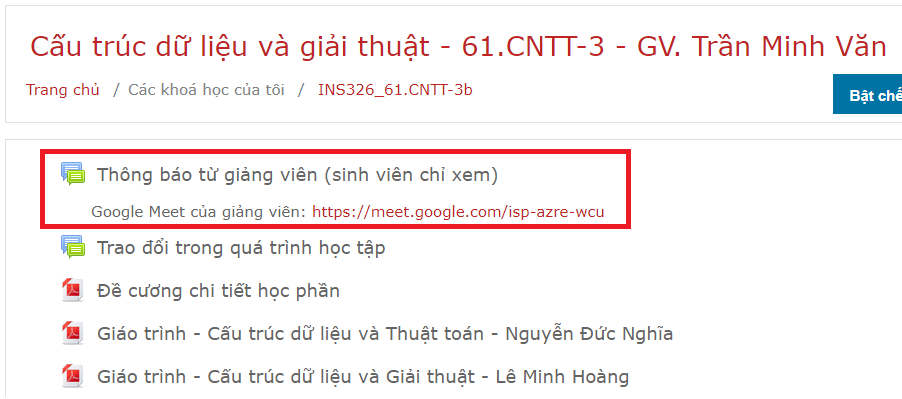 Cấu trúc dữ liệu và giải thuật - 61.CNTT-3 - GV. Trần Minh Văn
Trang chủ / Các khoá học của tôi / INS326_61.CNTT-3b
Bật chế
Thông báo từ giảng viên (sinh viên chỉ xem)
Google Meet của giảng viên: https://meet.google.com/isp-azre-wcu
Trao đổi trong quá trình học tập
Đề cương chi tiết học phần
Giáo trình - Cấu trúc dữ liệu và Thuật toán - Nguyễn Đức Nghĩa
Giáo trình - Cấu trúc dữ liệu và Giải thuật - Lê Minh Hoàng